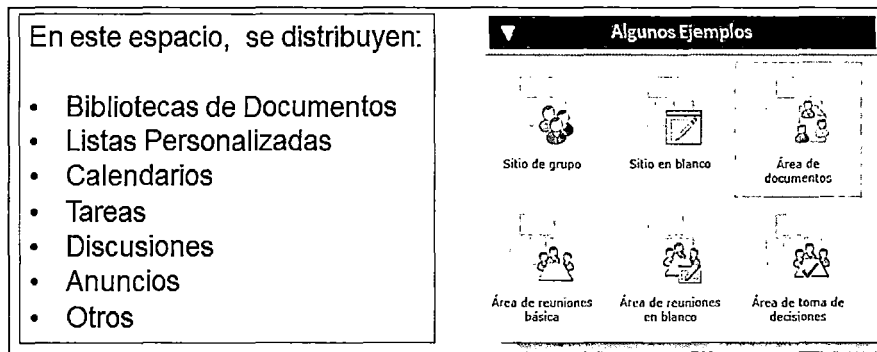 En este espacio, se distribuyen:
• Bibliotecas de Documentos
• Listas Personalizadas
• Calendarios
• Tareas
• Discusiones
• Anuncios
• Otros
Algunos Ejemplos
Sitio de grupo
Sitio en blanco
Área de
documentos
Área de reuniones
básica
Área de reuniones
en blanco
Área de toma de
decisiones